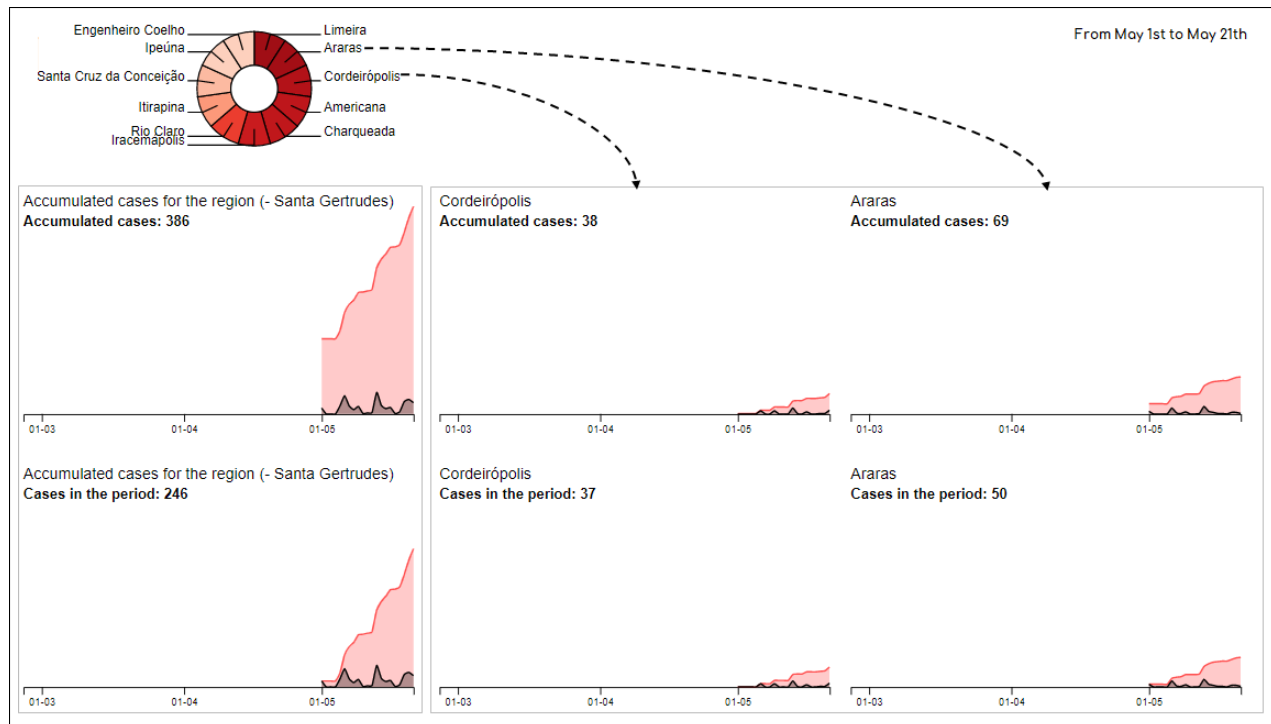 Engenheiro Coelho
Limeira
From May 1st to May 21th
Ipeúna
Araras
Santa Cruz da Conceição
Cordeirópolis
Itirapina
Americana
Rio Claro
Charqueada
Iracemapolis
Accumulated cases for the region (- Santa Gertrudes)
Accumulated cases: 386
01-03
01-04
01-05
Cordeirópolis
Accumulated cases: 38
01-03
01-04
01-05
Araras
Accumulated cases: 69
01-03
01-04
01-05
Accumulated cases for the region (- Santa Gertrudes)
Cases in the period: 246
01-03
01-04
01-05
Cordeirópolis
Cases in the period: 37
01-03
01-04
01-05
Araras
Cases in the period: 50
01-03
01-04
01-05